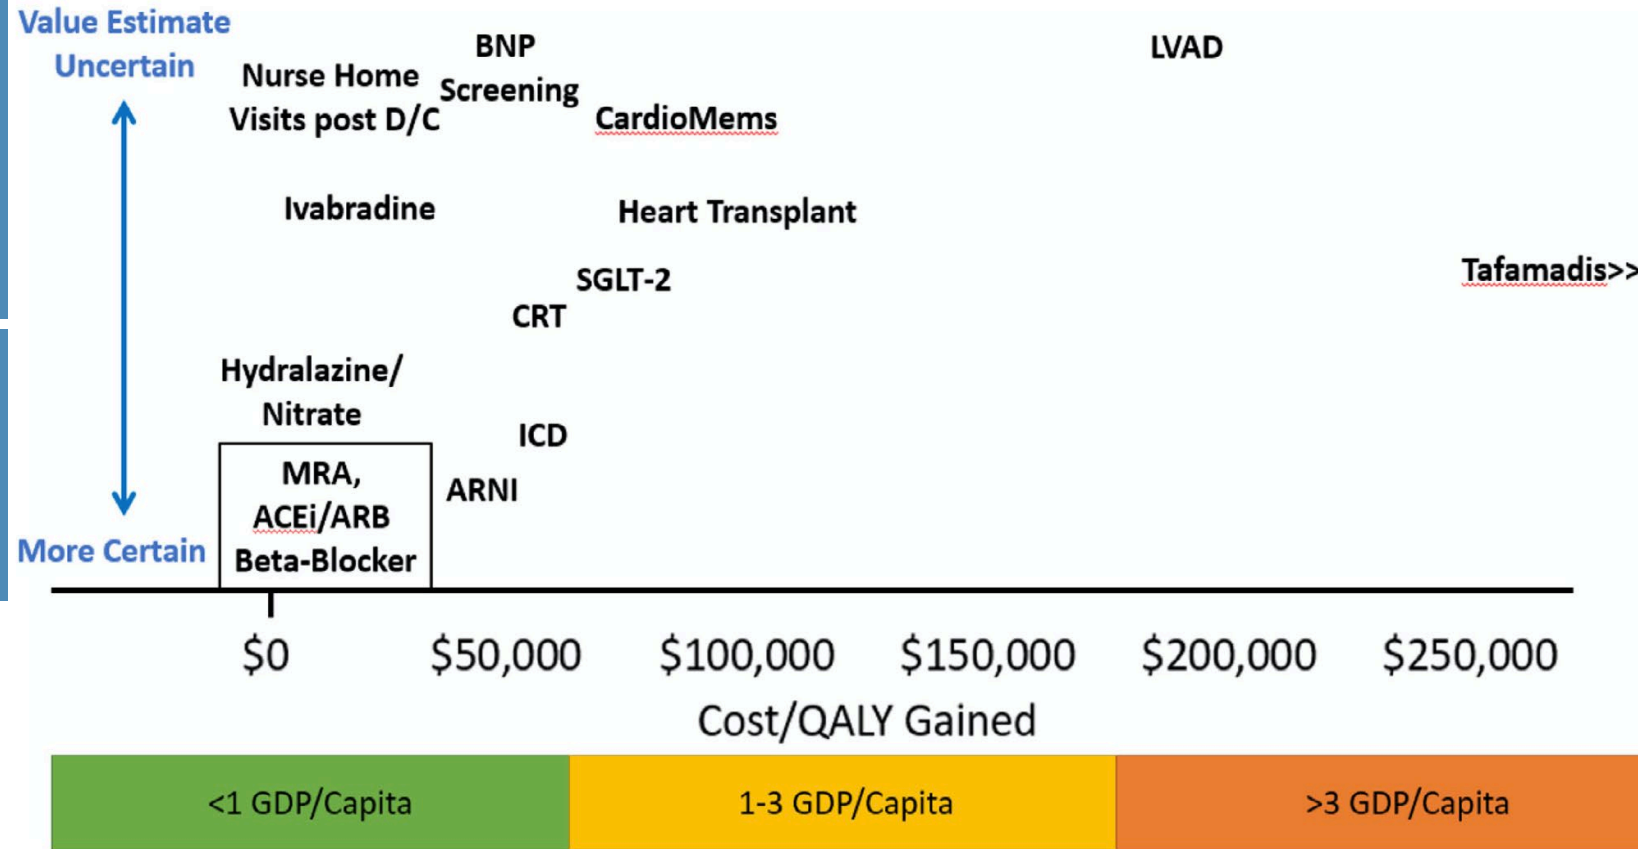 Value Estimate
Uncertain
More Certain
Nurse Home
Visits post D/C
BNP
Screening
CardioMems
LVAD
Ivabradine
Heart Transplant
SGLT-2
Tafamadis>>
CRT
Hydralazine/
Nitrate
ICD
MRA,
ACEi/ARB
Beta-Blocker
ARNI
$0 $50,000 $100,000 $150,000 $200,000 $250,000
Cost/QALY Gained
<1 GDP/Capita 1-3 GDP/Capita >3 GDP/Capita